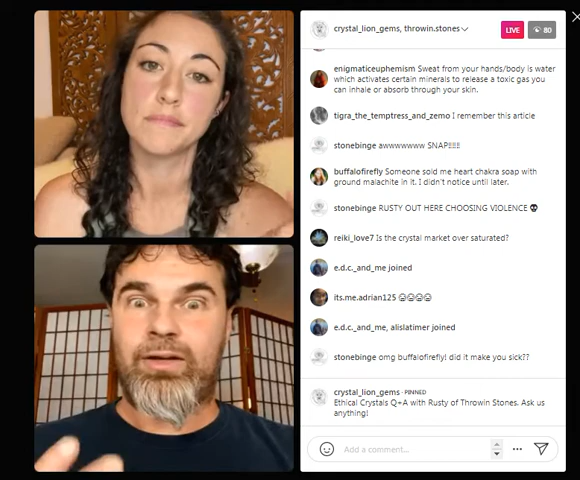 crystal_lion_gems, throwin.stones
LIVE
80
enigmaticeuphemism Sweat from your hands/body is water
which activates certain minerals to release a toxic gas you
can inhale or absorb through your skin.
tigra_the_temptress_and_zemo I remember this article
stonebinge awwwwwww SNAP!!!!
buffalofirefly Someone sold me heart chakra soap with
ground malachite in it. I didn't notice until later.
stonebinge RUSTY OUT HERE CHOOSING VIOLENCE 💀
reiki_love7 Is the crystal market over saturated?
e.d.c._and_me joined
its.me.adrian125
e.d.c._and_me, alislatimer joined
stonebinge omg buffalofirefly! did it make you sick??
crystal_lion_gems · PINNED
Ethical Crystals Q+A with Rusty of Throwin Stones. Ask us
anything!
Add a comment...